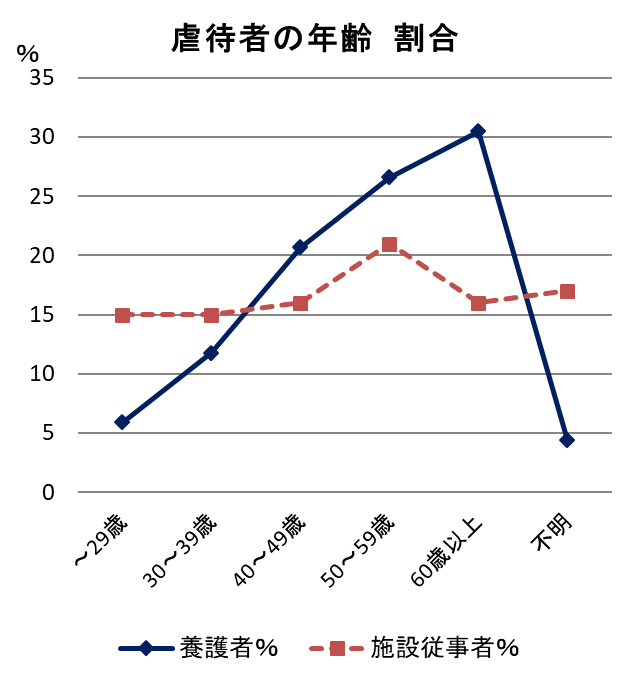 虐待者の年齢 割合
%
35
30
25
20
15
10
5
0
～29歳
30～39歳
40～49歳
50～59歳
60歳以上
不明
養護者%
施設従事者%